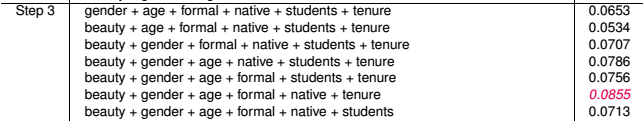 Step 3 gender + age + formal + native + students + tenure 0.0653
beauty + age + formal + native + students + tenure 0.0534
beauty + gender + formal + native + students + tenure 0.0707
beauty + gender + age + native + students + tenure 0.0786
beauty + gender + age + formal + students + tenure 0.0756
beauty + gender + age + formal + native + tenure 0.0855
beauty + gender + age + formal + native + students 0.0713